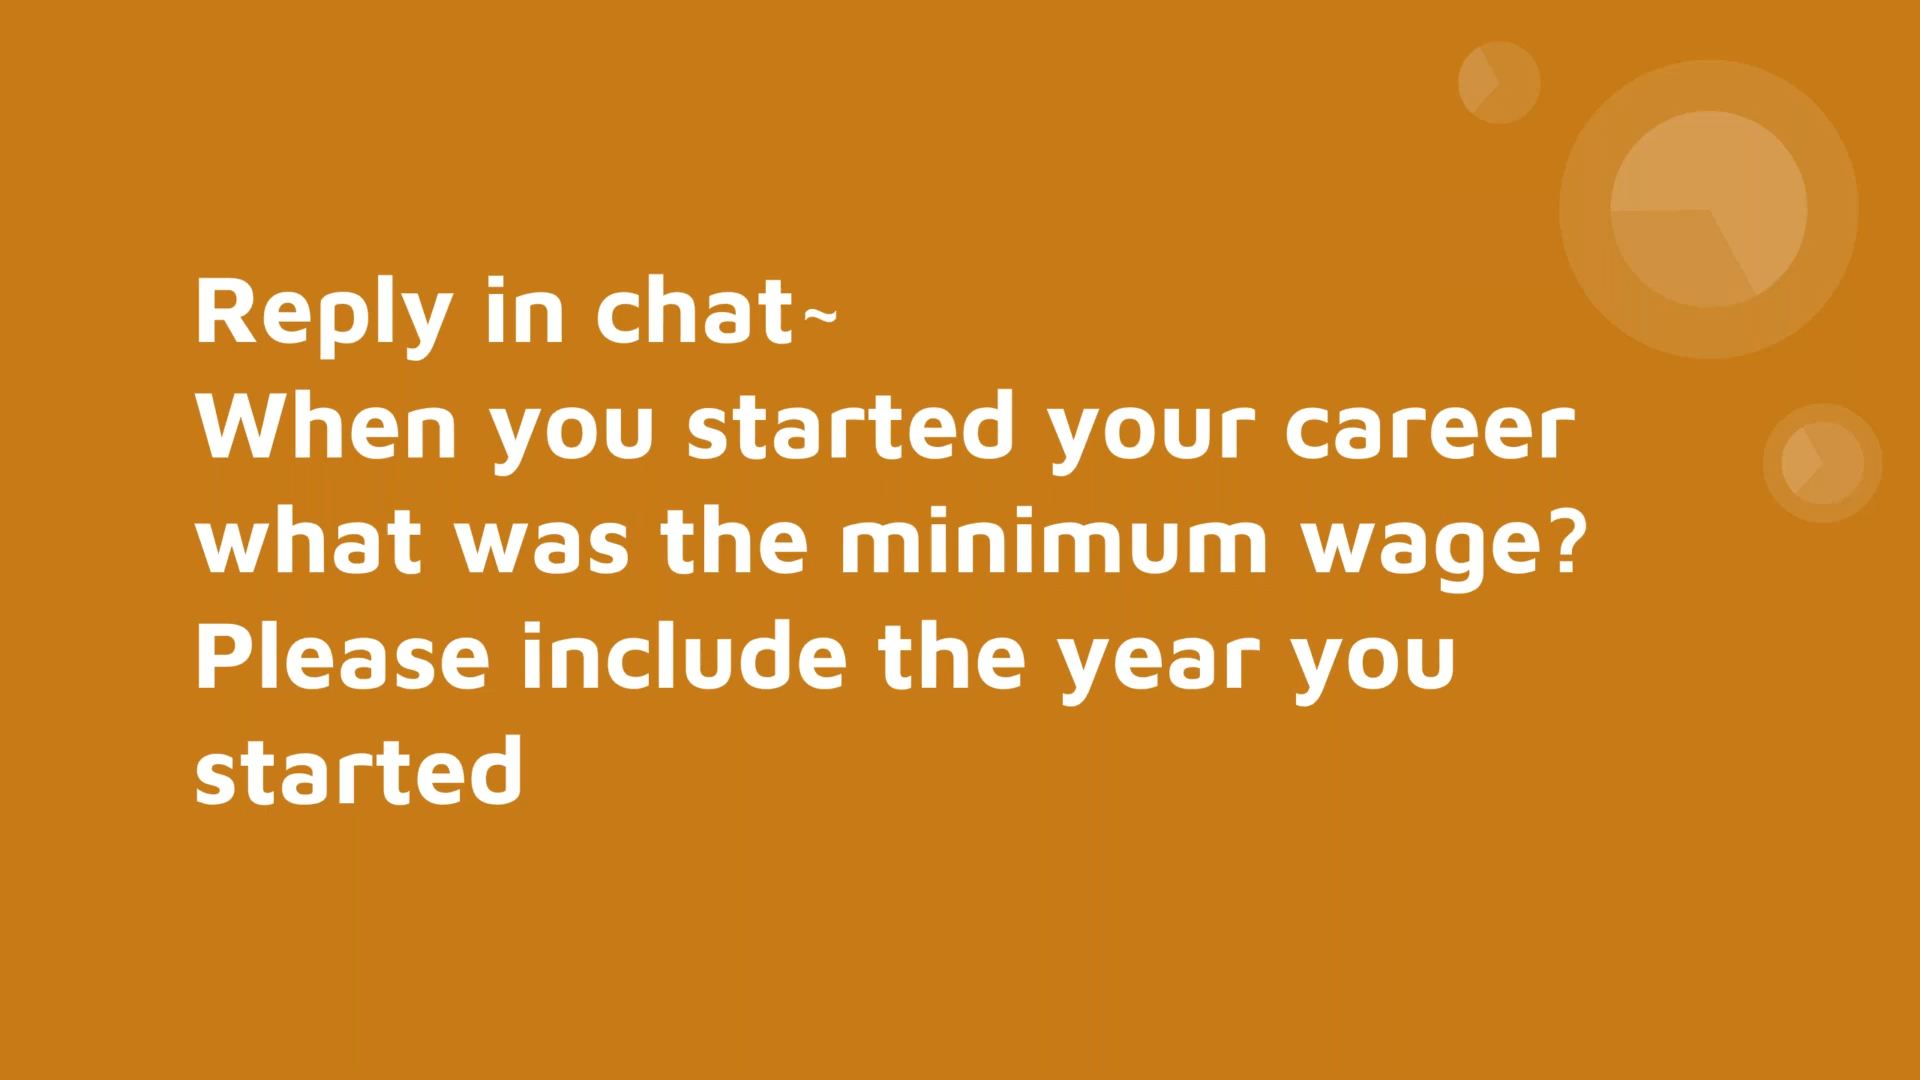 Reply in chat~
When you started your career
what was the minimum wage?
Please include the year you
started